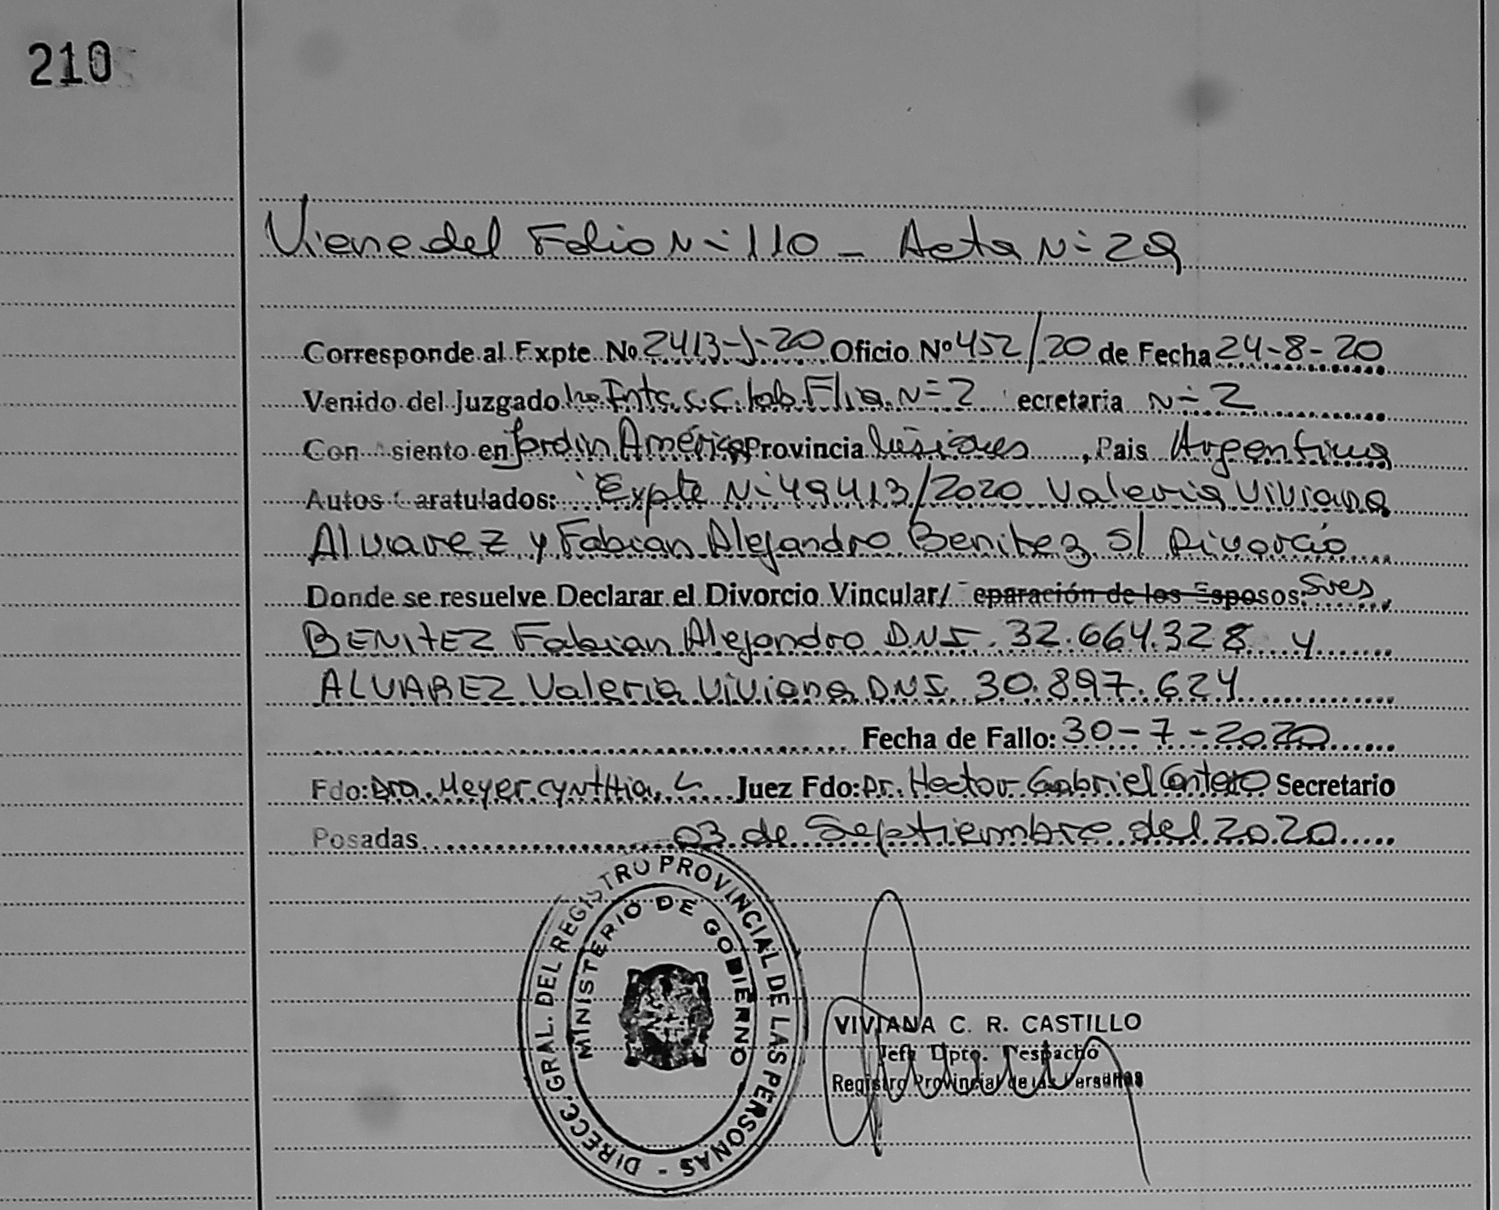 210
Viene del Folio N° 110 - Acta N° 29
Corresponde al Expte No 2413-J-20 Oficio Nº 452/20 de Fecha 24-8-20
Venido del Juzgado 1ro Insts. C.C. Lab. Flia. N=2 ecretaria N=2
Con siento en Jardin América Provincia Misiones, Pais Argentina
Autos Caratulados: "Expte N° 49413/2020 Valeria Viviana
Alvarez y Fabian Alejandro Benitez S/ Divorcio
Donde se resuelve Declarar el Divorcio Vincular/ eparación de los Esposos: Sres,
BENITEZ Fabian Alejandro DNI. 32.664.328 y
ALVAREZ Valeria Viviana DNI. 30.897.624
Fecha de Fallo: 30-7-2020
Fdo: Dra. Meyer Cynthia L Juez Fdo: Dr. Hector Gabriel Secretario
Posadas 03 de Septiembre del 2020
DIRECC. GRAL. DEL REGISTRO PROVINCIAL DE LAS PERSONAS -
MINISTERIO DE GOBIERNO
VIVIANA C. R. CASTILLO
Jefe Dpto. Despacho
Registro Provincial de las Personas